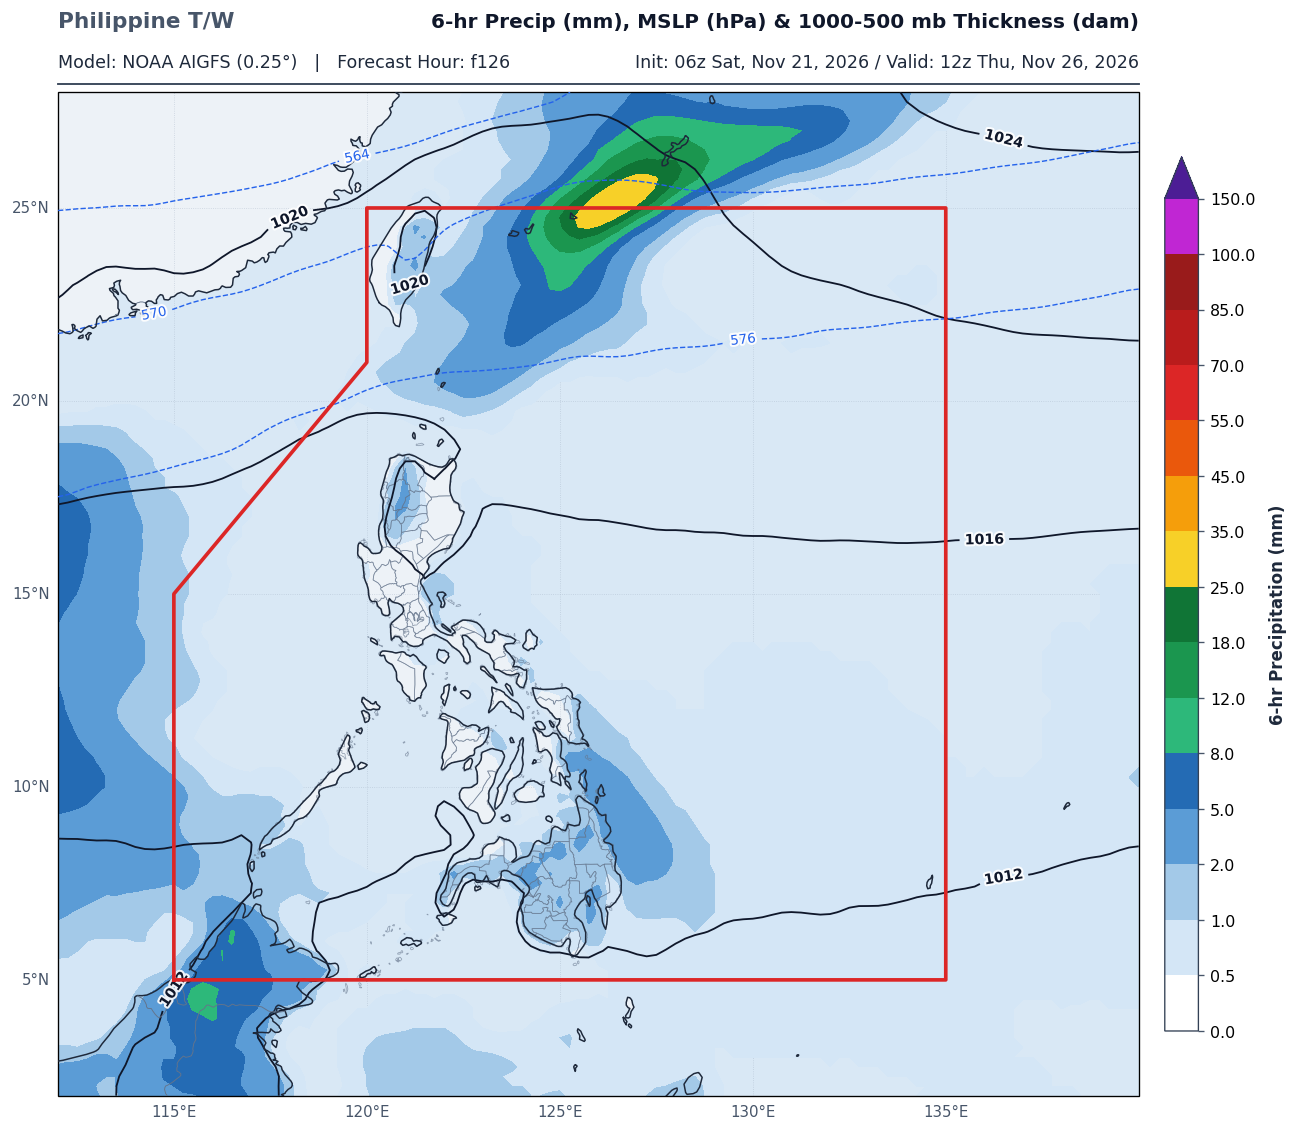 Philippine T/W
6-hr Precip (mm), MSLP (hPa) & 1000-500 mb Thickness (dam)
Model: NOAA AIGFS (0.25°) | Forecast Hour: f126
Init: 06z Sat, Nov 21, 2026 / Valid: 12z Thu, Nov 26, 2026
1024
564
1020
1020
570
576
1016
1012
1012
25°N
20°N
15°N
10°N
5°N
115°E
120°E
125°E
130°E
135°E
150.0
100.0
85.0
70.0
55.0
45.0
35.0
25.0
18.0
12.0
8.0
5.0
2.0
1.0
0.5
0.0
6-hr Precipitation (mm)